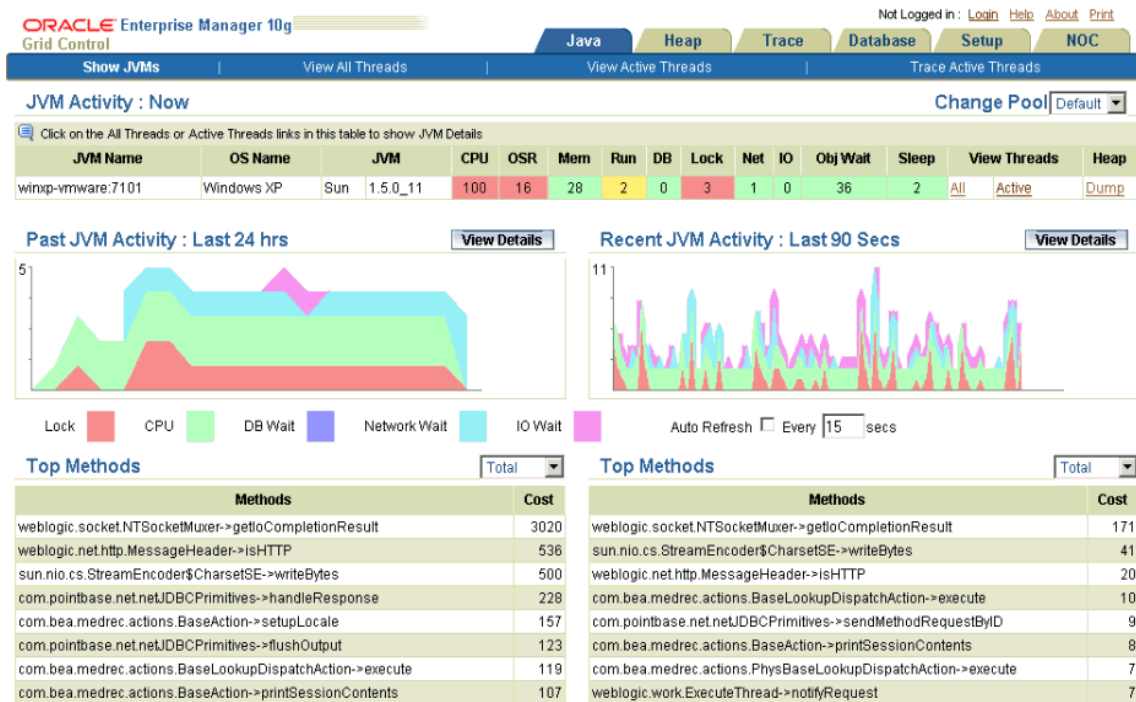 Not Logged in : Login Help About Print
ORACLE Enterprise Manager 10g
Grid Control
Java Heap Trace Database Setup NOC
Show JVMs | View All Threads | View Active Threads | Trace Active Threads
JVM Activity : Now
Change Pool Default
Click on the All Threads or Active Threads links in this table to show JVM Details
JVM Name OS Name JVM CPU OSR Mem Run DB Lock Net IO Obj Wait Sleep View Threads Heap
winxp-vmware:7101 Windows XP Sun 1.5.0_11 100 16 28 2 0 3 1 0 36 2 All Active Dump
Past JVM Activity : Last 24 hrs View Details
5
Recent JVM Activity : Last 90 Secs View Details
11
Lock CPU DB Wait Network Wait IO Wait
Auto Refresh Every 15 secs
Top Methods Total
Methods Cost
weblogic.socket.NTSocketMuxer->getIoCompletionResult 3020
weblogic.net.http.MessageHeader->isHTTP 536
sun.nio.cs.StreamEncoder$CharsetSE->writeBytes 500
com.pointbase.net.netJDBCPrimitives->handleResponse 228
com.bea.medrec.actions.BaseAction->setupLocale 157
com.pointbase.net.netJDBCPrimitives->flushOutput 123
com.bea.medrec.actions.BaseLookupDispatchAction->execute 119
com.bea.medrec.actions.BaseAction->printSessionContents 107
Top Methods Total
Methods Cost
weblogic.socket.NTSocketMuxer->getIoCompletionResult 171
sun.nio.cs.StreamEncoder$CharsetSE->writeBytes 41
weblogic.net.http.MessageHeader->isHTTP 20
com.bea.medrec.actions.BaseLookupDispatchAction->execute 10
com.pointbase.net.netJDBCPrimitives->sendMethodRequestByID 9
com.bea.medrec.actions.BaseAction->printSessionContents 8
com.bea.medrec.actions.PhysBaseLookupDispatchAction->execute 7
weblogic.work.ExecuteThread->notifyRequest 7